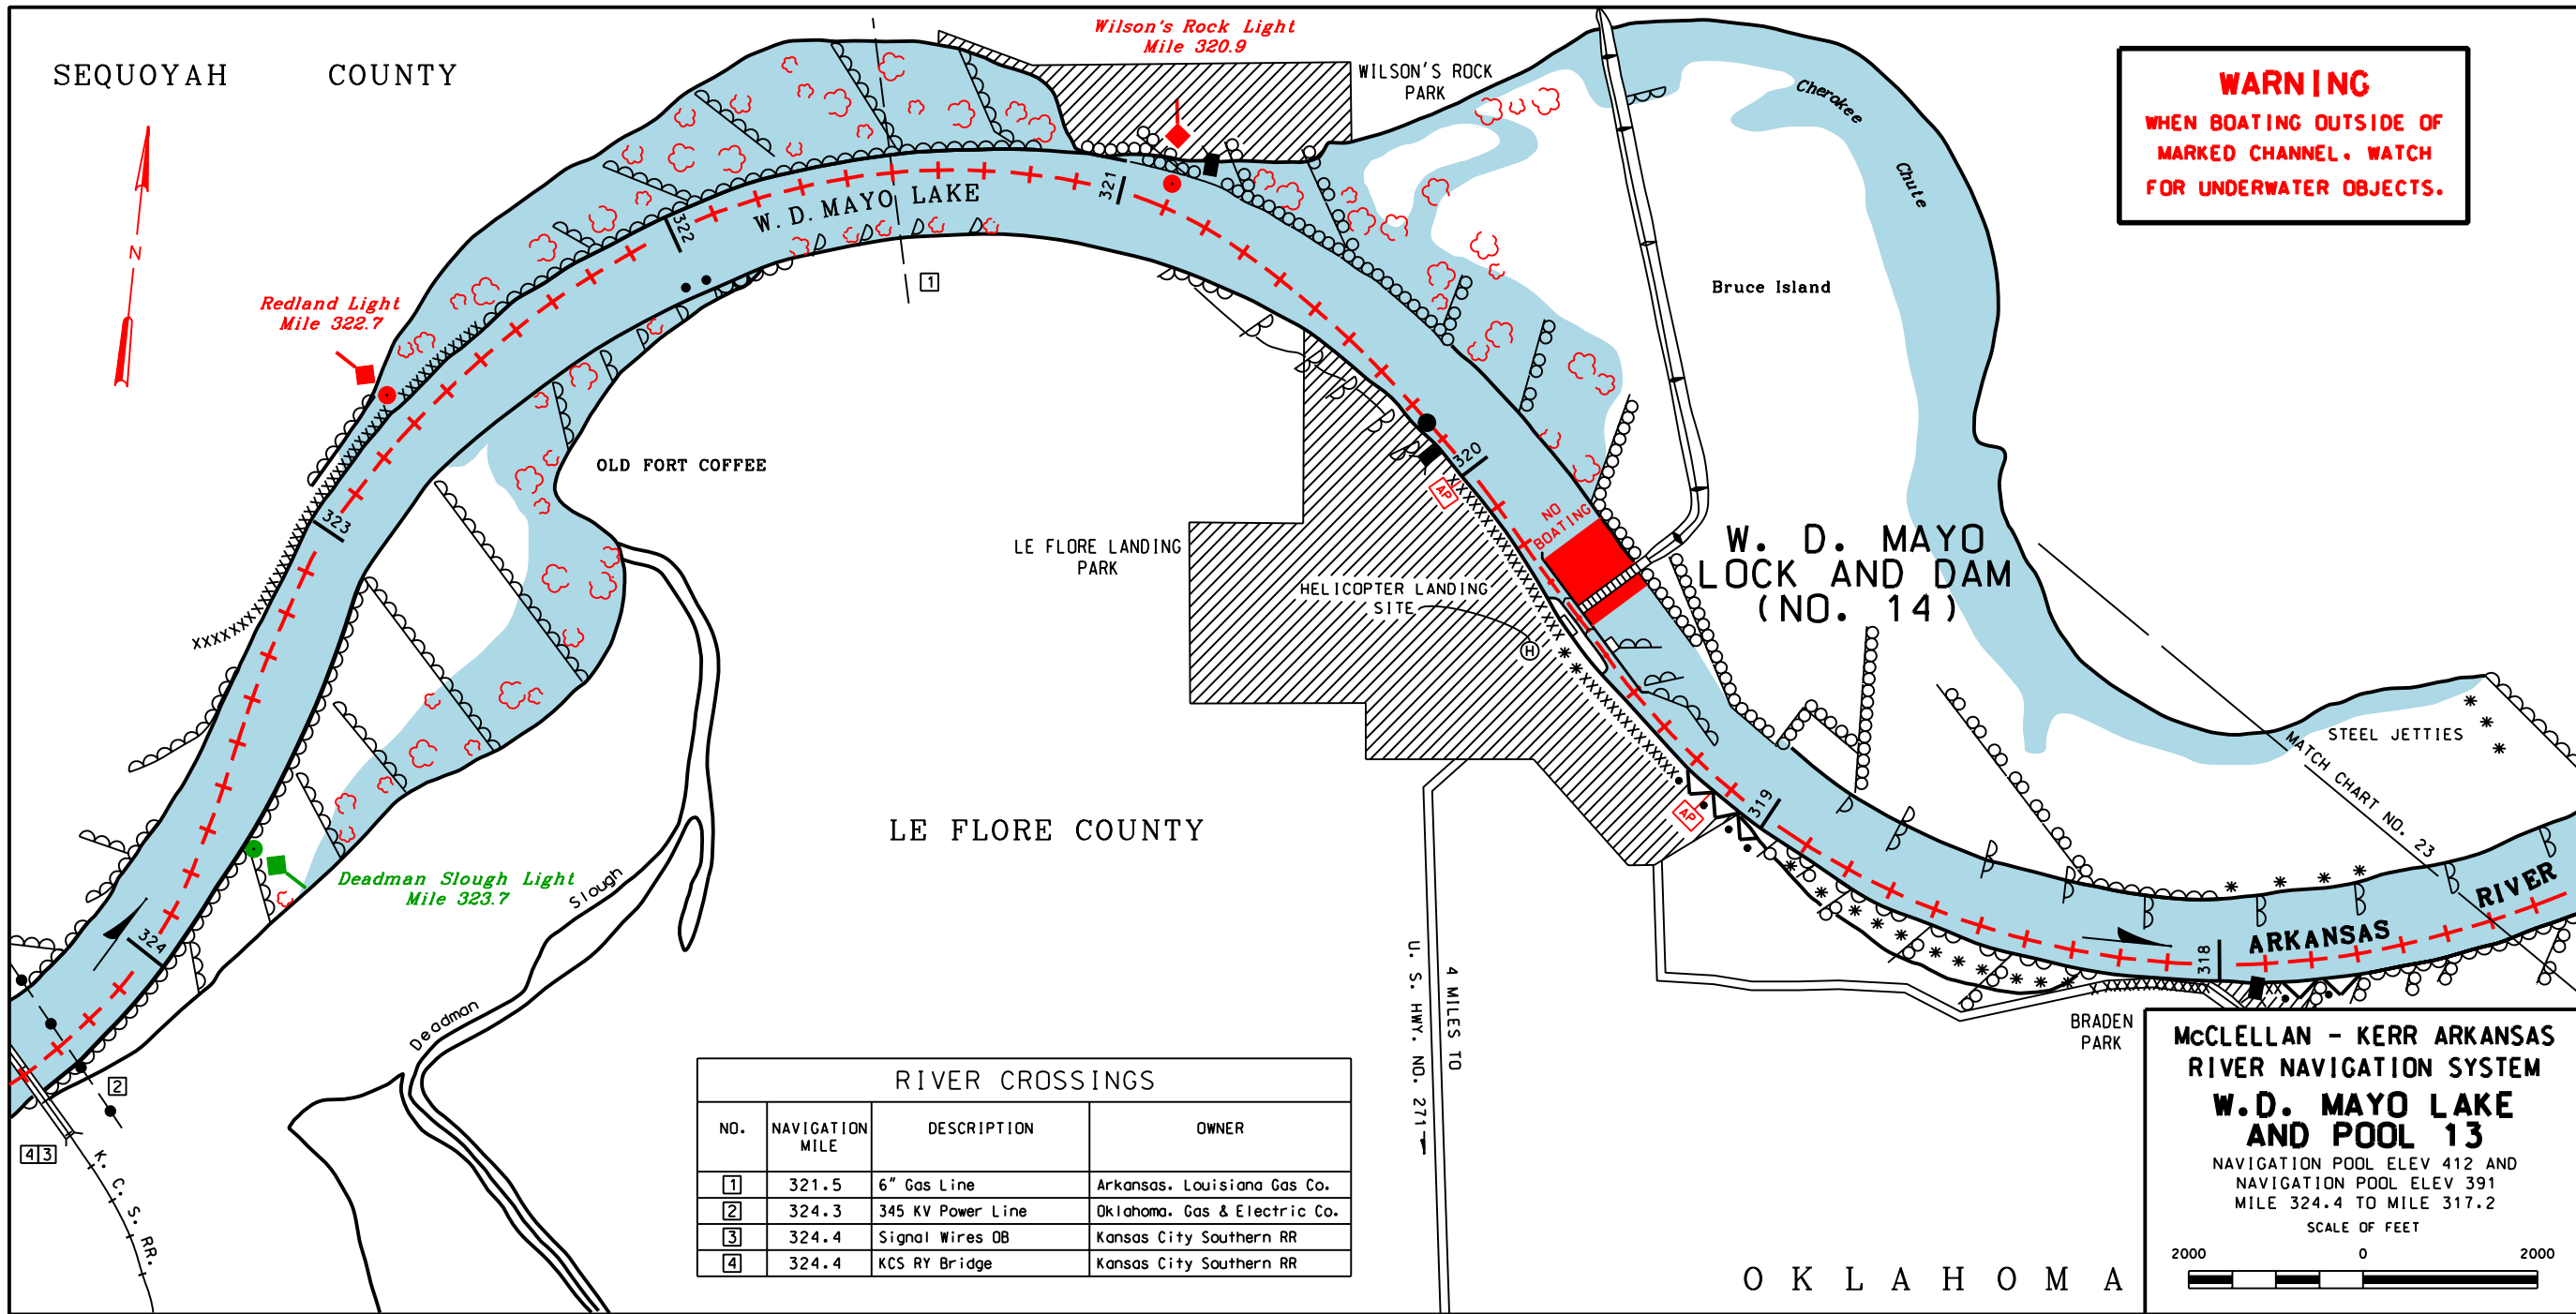 SEQUOYAH COUNTY
Wilson's Rock Light
Mile 320.9
WILSON'S ROCK
PARK
WARNING
WHEN BOATING OUTSIDE OF
MARKED CHANNEL. WATCH
FOR UNDERWATER OBJECTS.
Cherokee
Chute
N
321
322
W. D. MAYO LAKE
1
Bruce Island
Redland Light
Mile 322.7
OLD FORT COFFEE
320
AP
NO
BOATING
323
LE FLORE LANDING
PARK
HELICOPTER LANDING
SITE
H
W. D. MAYO
LOCK AND DAM
(NO. 14)
STEEL JETTIES
MATCH CHART NO. 23
319
AP
LE FLORE COUNTY
Deadman Slough Light
Mile 323.7
324
Deadman
Slough
318
ARKANSAS RIVER
4 MILES TO
U. S. HWY. NO. 271
BRADEN
PARK
2
4 3
K. C. S. RR.
RIVER CROSSINGS
NO. NAVIGATION MILE DESCRIPTION OWNER
1 321.5 6" Gas Line Arkansas. Louisiana Gas Co.
2 324.3 345 KV Power Line Oklahoma. Gas & Electric Co.
3 324.4 Signal Wires OB Kansas City Southern RR
4 324.4 KCS RY Bridge Kansas City Southern RR
OKLAHOMA
McCLELLAN - KERR ARKANSAS
RIVER NAVIGATION SYSTEM
W.D. MAYO LAKE
AND POOL 13
NAVIGATION POOL ELEV 412 AND
NAVIGATION POOL ELEV 391
MILE 324.4 TO MILE 317.2
SCALE OF FEET
2000 0 2000